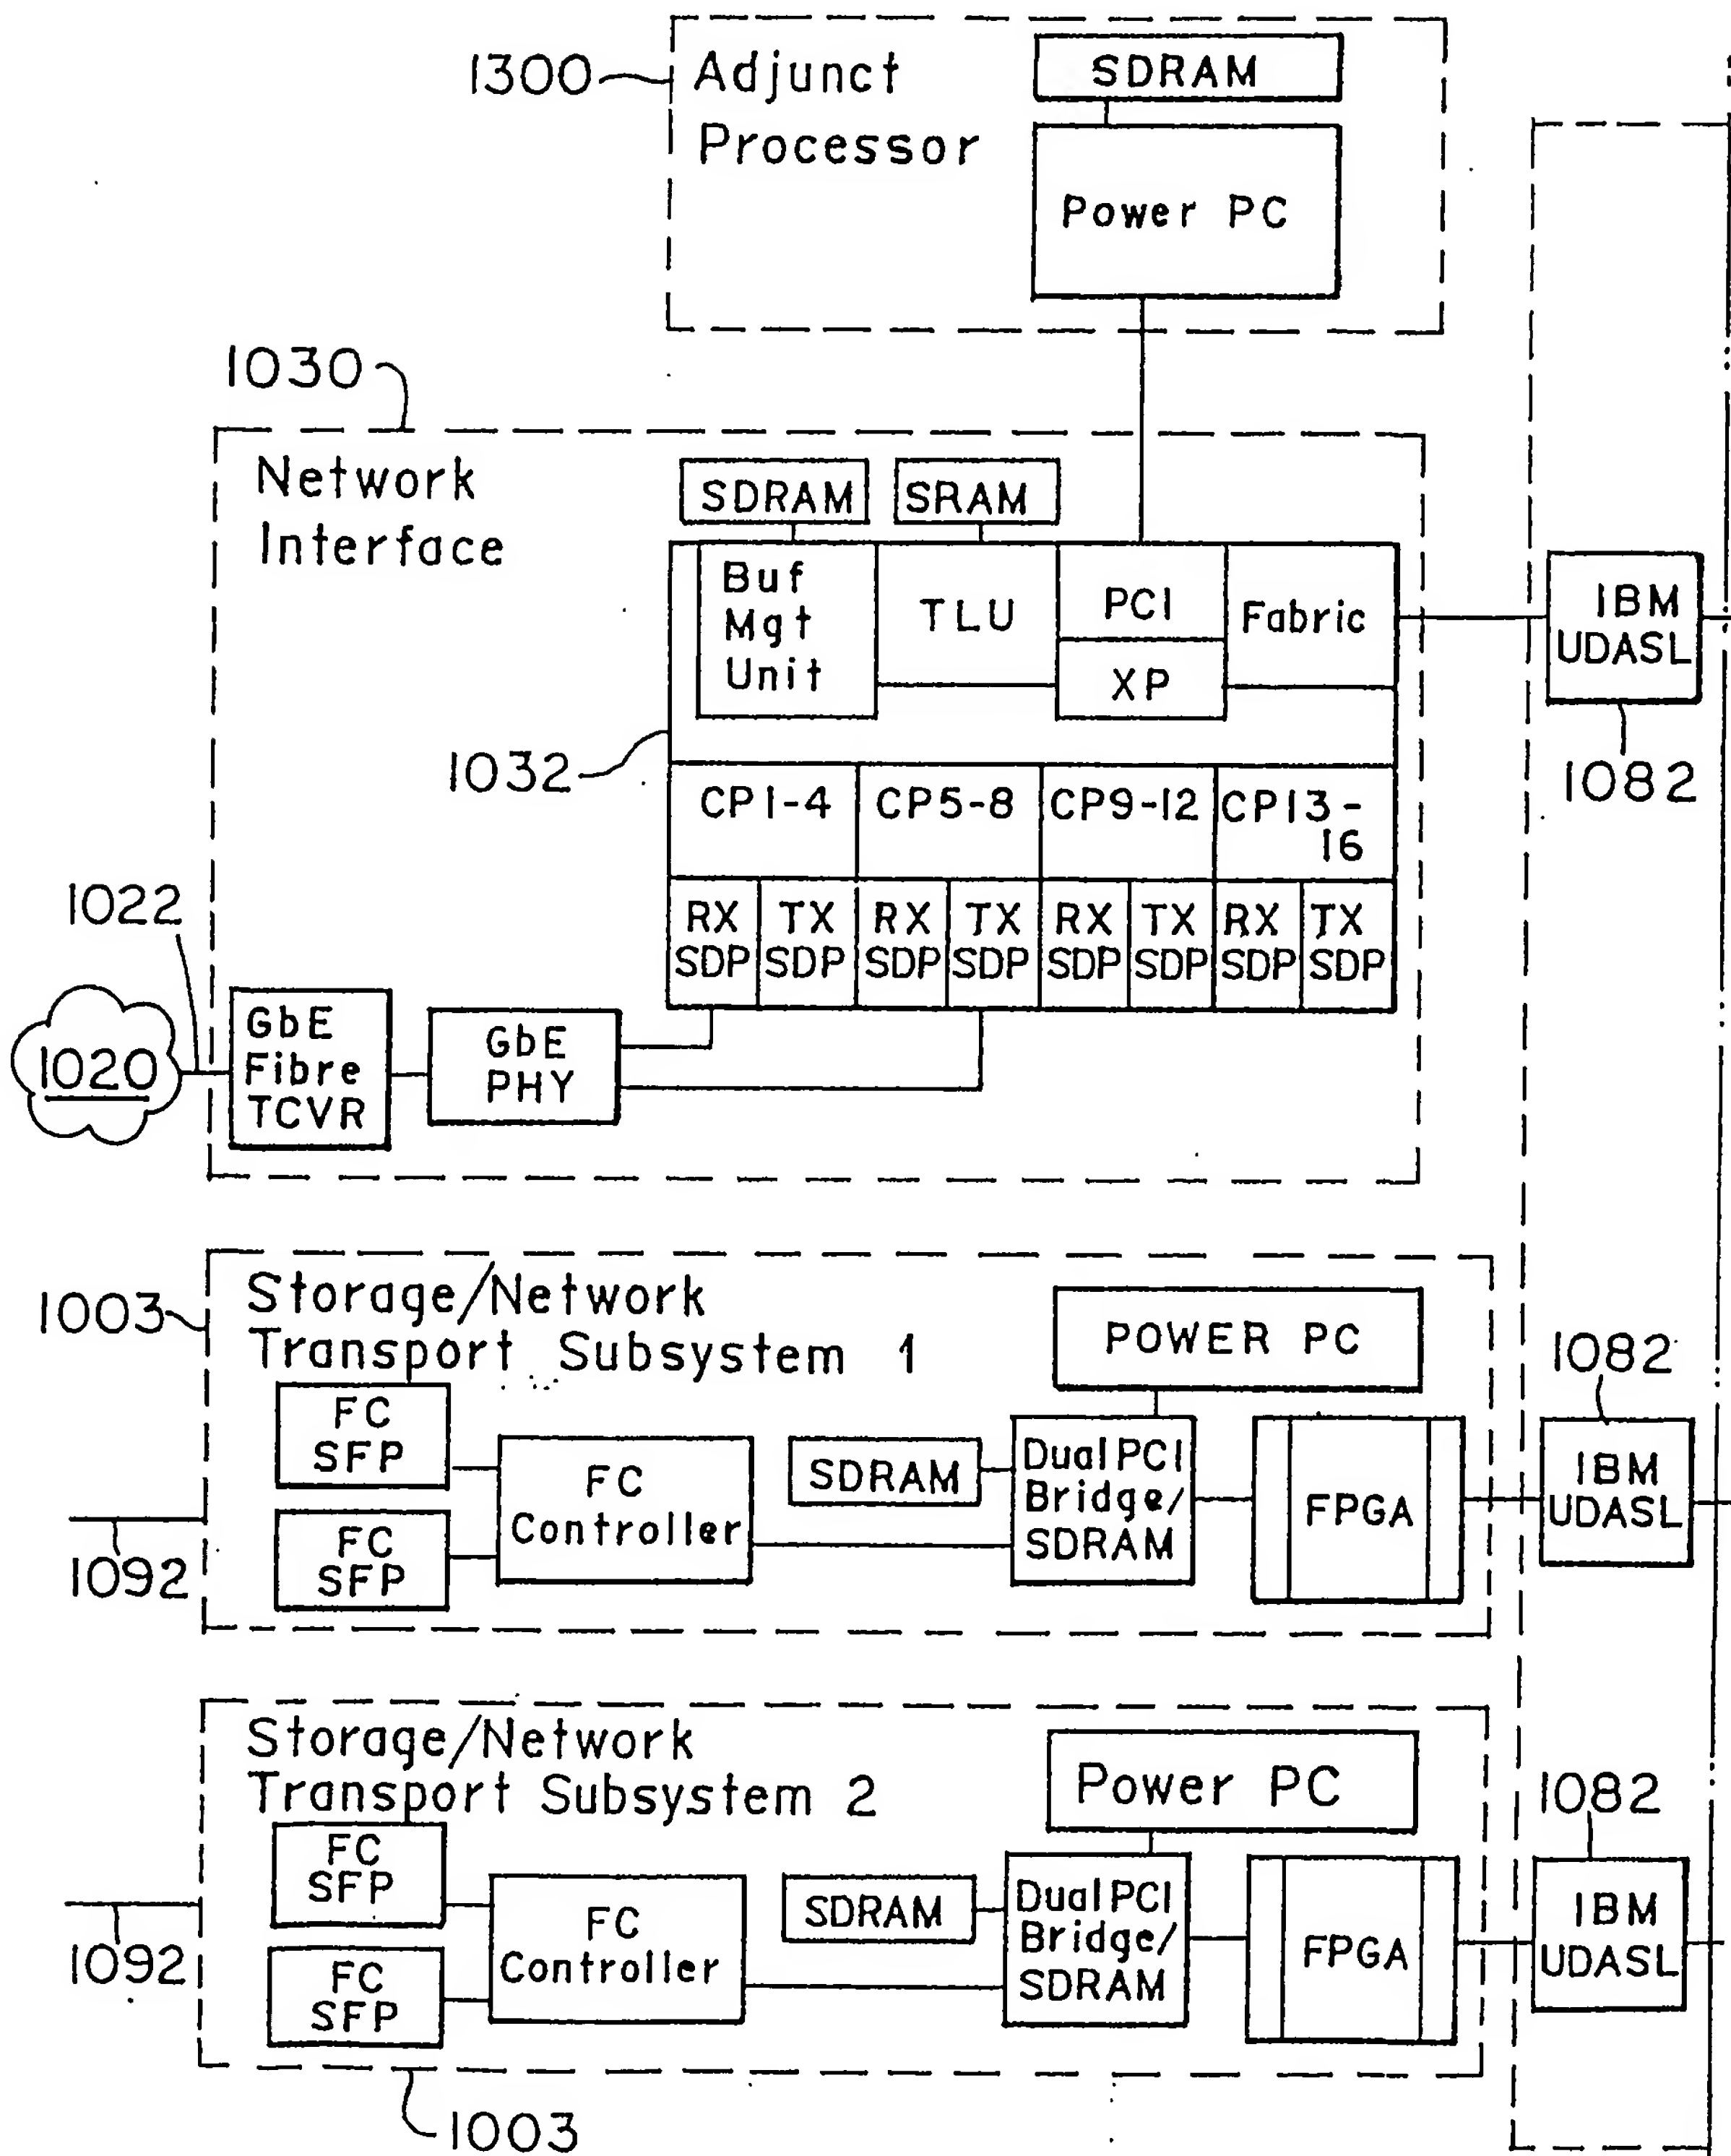 1300
Adjunct
Processor
SDRAM
Power PC
1030
Network
Interface
SDRAM
SRAM
Buf
Mgt
Unit
TLU
PCI
XP
Fabric
IBM
UDASL
1082
1032
CP1-4
CP5-8
CP9-12
CP13-
16
RX
SDP
TX
SDP
RX
SDP
TX
SDP
RX
SDP
TX
SDP
RX
SDP
TX
SDP
1022
1020
GbE
Fibre
TCVR
GbE
PHY
1003
Storage/Network
Transport Subsystem 1
POWER PC
FC
SFP
FC
SFP
FC
Controller
SDRAM
Dual PCI
Bridge/
SDRAM
FPGA
1082
IBM
UDASL
1092
Storage/Network
Transport Subsystem 2
Power PC
FC
SFP
FC
SFP
FC
Controller
SDRAM
Dual PCI
Bridge/
SDRAM
FPGA
1082
IBM
UDASL
1092
1003